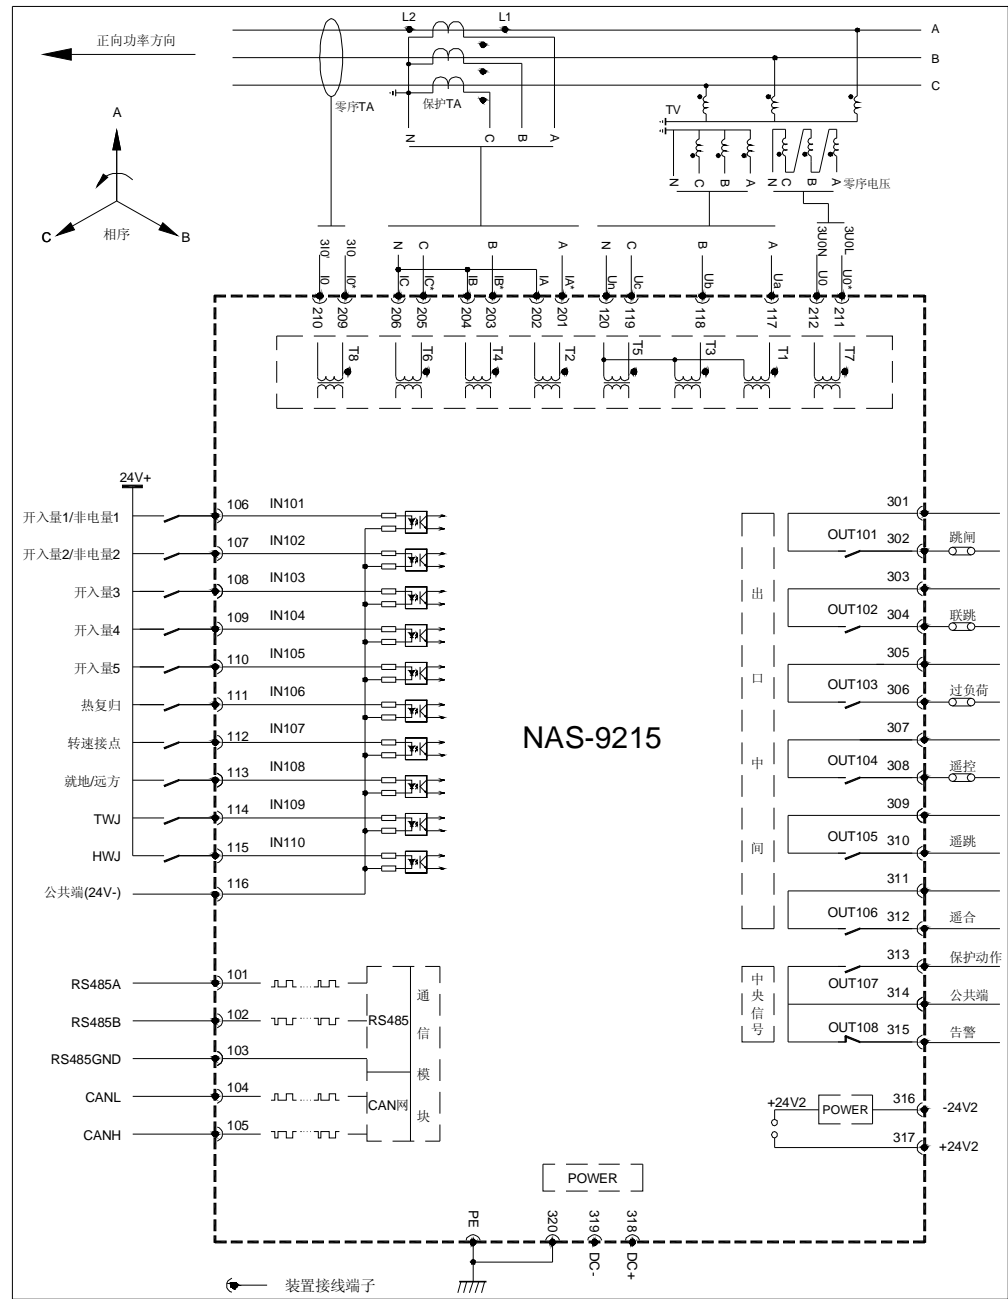 L2 L1
正向功率方向
A
B
C
零序TA
保护TA
TV
N C B A
N C B A
N C B A
零序电压
A
C
B
相序
3I0' 3I0
N C B A
N C B A
3U0N 3U0L
I0 I0*
IC IC* IB IB* IA IA*
Un Uc Ub Ua
U0 U0*
210 209 206 205 204 203 202 201 120 119 118 117 212 211
T8 T6 T4 T2 T5 T3 T1 T7
24V+
开入量1/非电量1 106 IN101
开入量2/非电量2 107 IN102
开入量3 108 IN103
开入量4 109 IN104
开入量5 110 IN105
热复归 111 IN106
转速接点 112 IN107
就地/远方 113 IN108
TWJ 114 IN109
HWJ 115 IN110
公共端(24V-) 116
NAS-9215
出口中间
301
OUT101 302 跳闸
303
OUT102 304 联跳
305
OUT103 306 过负荷
307
OUT104 308 遥控
309
OUT105 310 遥跳
311
OUT106 312 遥合
中央信号
313 保护动作
OUT107 314 公共端
OUT108 315 告警
RS485A 101
RS485B 102
RS485GND 103
CANL 104
CANH 105
RS485
CAN网
通信模块
+24V2 POWER 316 -24V2
317 +24V2
POWER
PE 320 319 318
DC- DC+
装置接线端子